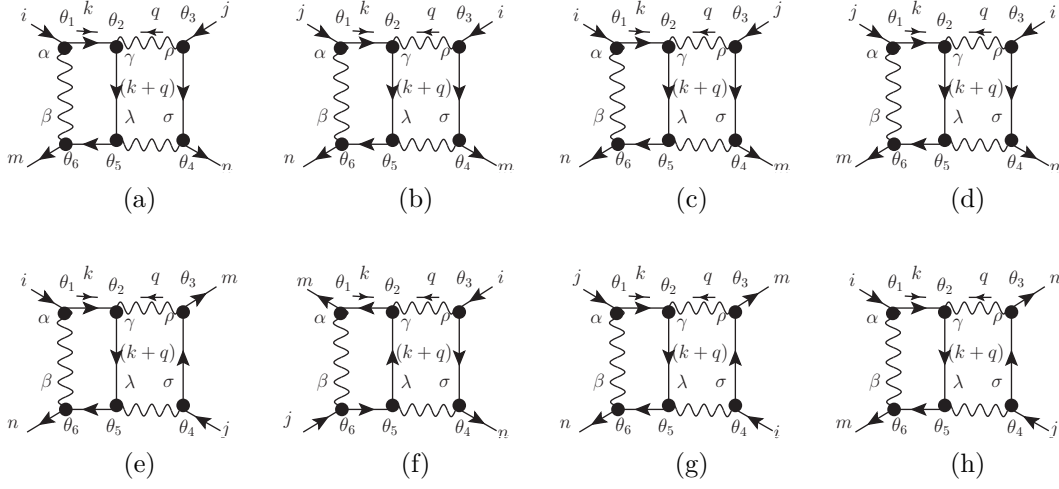 i θ1 k θ2 q θ3 j
α γ ρ
(k + q)
β λ σ
m θ6 θ5 θ4 n
(a)
j θ1 k θ2 q θ3 i
α γ ρ
(k + q)
β λ σ
n θ6 θ5 θ4 m
(b)
i θ1 k θ2 q θ3 j
α γ ρ
(k + q)
β λ σ
n θ6 θ5 θ4 m
(c)
j θ1 k θ2 q θ3 i
α γ ρ
(k + q)
β λ σ
m θ6 θ5 θ4 n
(d)
i θ1 k θ2 q θ3 m
α γ ρ
(k + q)
β λ σ
n θ6 θ5 θ4 j
(e)
m θ1 k θ2 q θ3 i
α γ ρ
(k + q)
β λ σ
j θ6 θ5 θ4 n
(f)
j θ1 k θ2 q θ3 m
α γ ρ
(k + q)
β λ σ
n θ6 θ5 θ4 i
(g)
i θ1 k θ2 q θ3 n
α γ ρ
(k + q)
β λ σ
m θ6 θ5 θ4 j
(h)